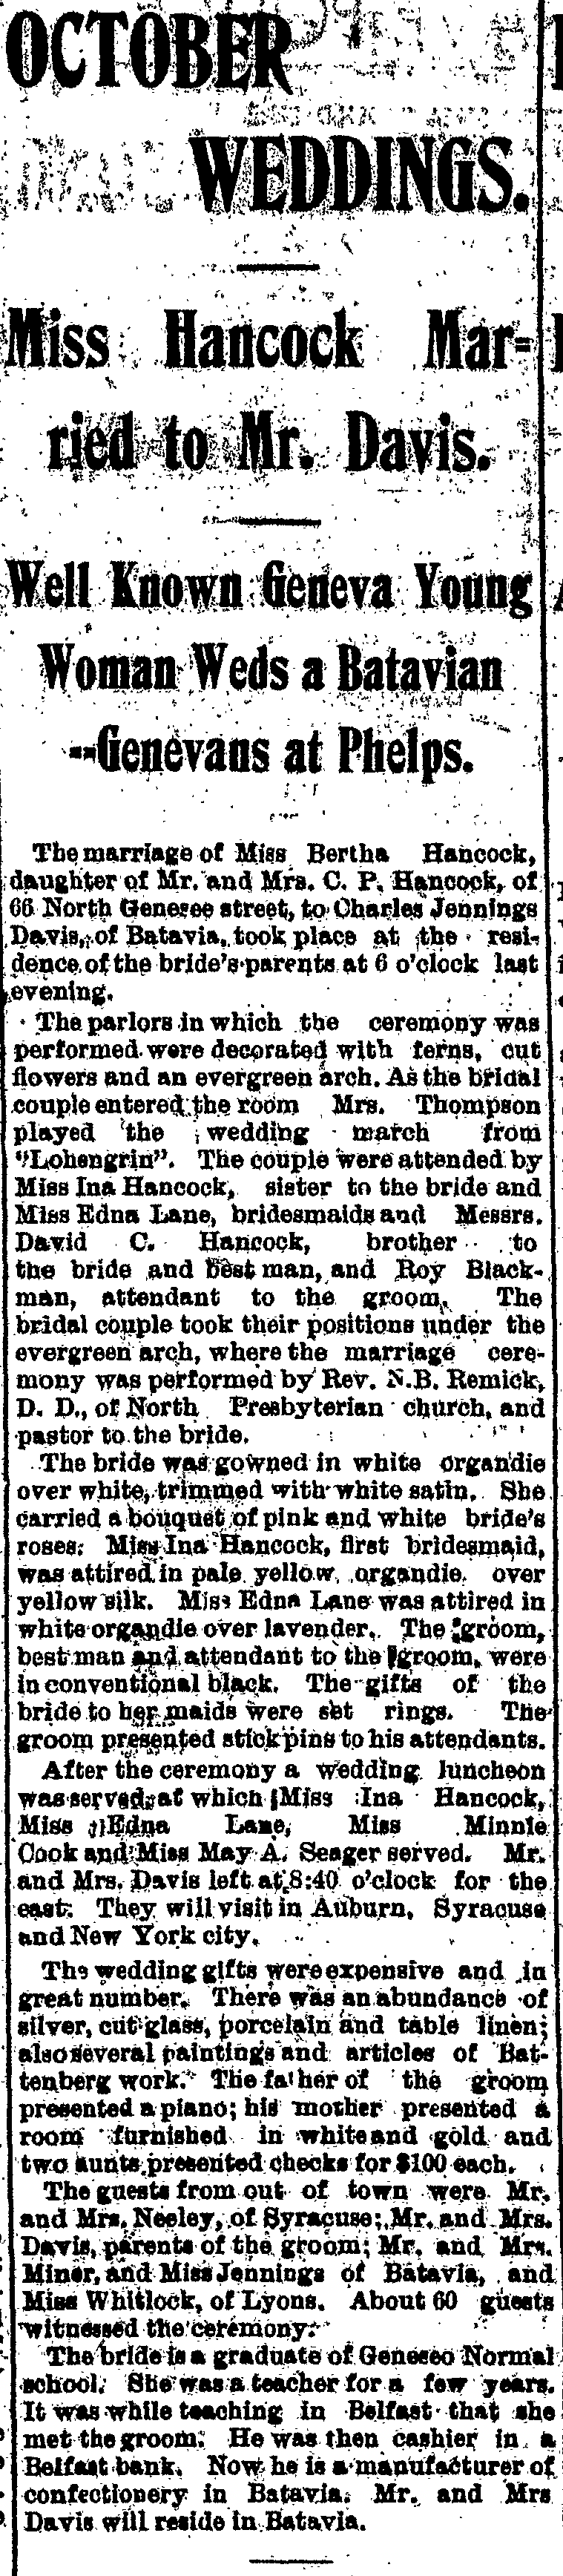 OCTOBER
WEDDINGS.
Miss Hancock Mar-
ried to Mr. Davis.
Well Known Geneva Young
Woman Weds a Batavian
--Genevans at Phelps.
The marriage of Miss Bertha Hancock,
daughter of Mr. and Mrs. C. P. Hancock, of
66 North Genesee street, to Charles Jennings
Davis, of Batavia, took place at the resi-
dence of the bride's parents at 6 o'clock last
evening.
The parlors in which the ceremony was
performed were decorated with ferns, cut
flowers and an evergreen arch. As the bridal
couple entered the room Mrs. Thompson
played the wedding march from
"Lohengrin". The couple were attended by
Miss Ina Hancock, sister to the bride and
Miss Edna Lane, bridesmaids and Messrs.
David C. Hancock, brother to
the bride and best man, and Roy Black-
man, attendant to the groom. The
bridal couple took their positions under the
evergreen arch, where the marriage cere-
mony was performed by Rev. N.B. Remick,
D. D., of North Presbyterian church, and
pastor to the bride.
The bride was gowned in white organdie
over white, trimmed with white satin. She
carried a bouquet of pink and white bride's
roses. Miss Ina Hancock, first bridesmaid,
was attired in pale yellow organdie over
yellow silk. Miss Edna Lane was attired in
white organdie over lavender. The groom,
best man and attendant to the groom, were
in conventional black. The gifts of the
bride to her maids were set rings. The
groom presented stick pins to his attendants.
After the ceremony a wedding luncheon
was served, at which Miss Ina Hancock,
Miss Edna Lane, Miss Minnie
Cook and Miss May A. Seager served. Mr.
and Mrs. Davis left at 8:40 o'clock for the
east. They will visit in Auburn, Syracuse
and New York city.
The wedding gifts were expensive and in
great number. There was an abundance of
silver, cut glass, porcelain and table linen;
also several paintings and articles of Bat-
tenberg work. The father of the groom
presented a piano; his mother presented a
room furnished in white and gold and
two aunts presented checks for $100 each.
The guests from out of town were Mr.
and Mrs. Neeley, of Syracuse; Mr. and Mrs.
Davis, parents of the groom; Mr. and Mrs.
Miner, and Miss Jennings of Batavia, and
Miss Whitlock, of Lyons. About 60 guests
witnessed the ceremony.
The bride is a graduate of Geneseo Normal
school. She was a teacher for a few years.
It was while teaching in Belfast that she
met the groom. He was then cashier in a
Belfast bank. Now he is a manufacturer of
confectionery in Batavia. Mr. and Mrs
Davis will reside in Batavia.